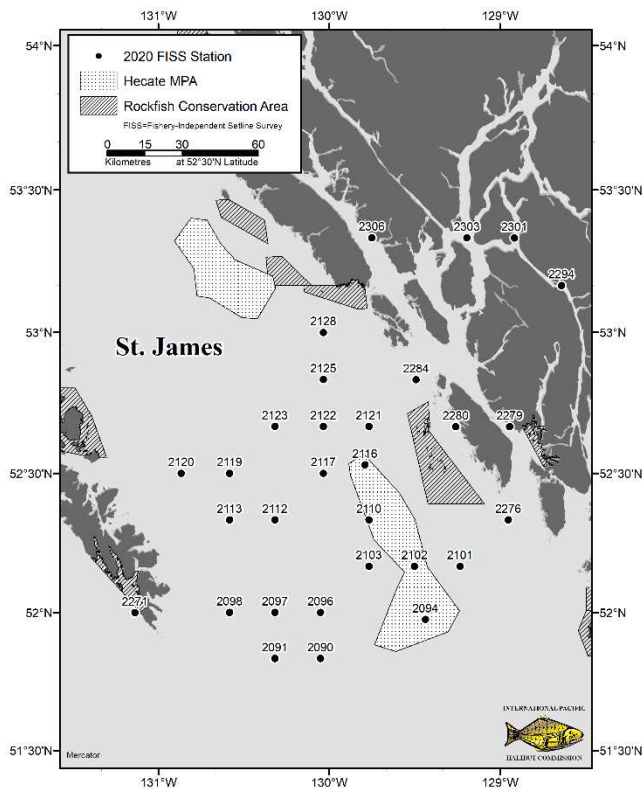 131°W 130°W 129°W
54°N 54°N
2020 FISS Station
Hecate MPA
Rockfish Conservation Area
FISS=Fishery-Independent Setline Survey
0 15 30 60
Kilometres at 52°30'N Latitude
53°30'N 53°30'N
2306 2303 2301
2294
53°N 53°N
2128
St. James
2125 2284
2123 2122 2121 2280 2279
2116
52°30'N 2120 2119 2117 52°30'N
2113 2112 2110 2276
2103 2102 2101
52°N 2271 2098 2097 2096 52°N
2094
2091 2090
51°30'N 51°30'N
INTERNATIONAL PACIFIC
HALIBUT COMMISSION
Mercator
131°W 130°W 129°W